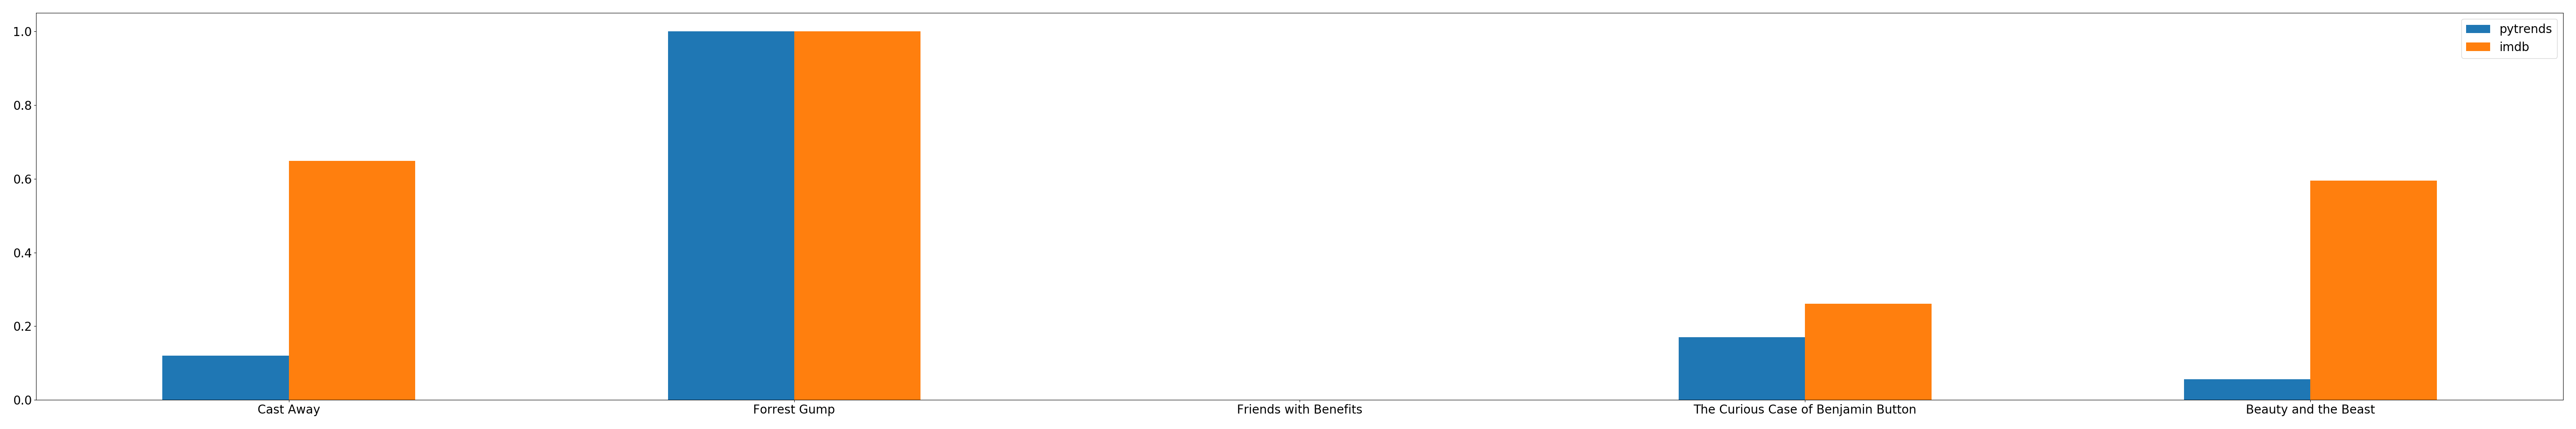 1.0
0.8
0.6
0.4
0.2
0.0
pytrends
imdb
Cast Away
Forrest Gump
Friends with Benefits
The Curious Case of Benjamin Button
Beauty and the Beast